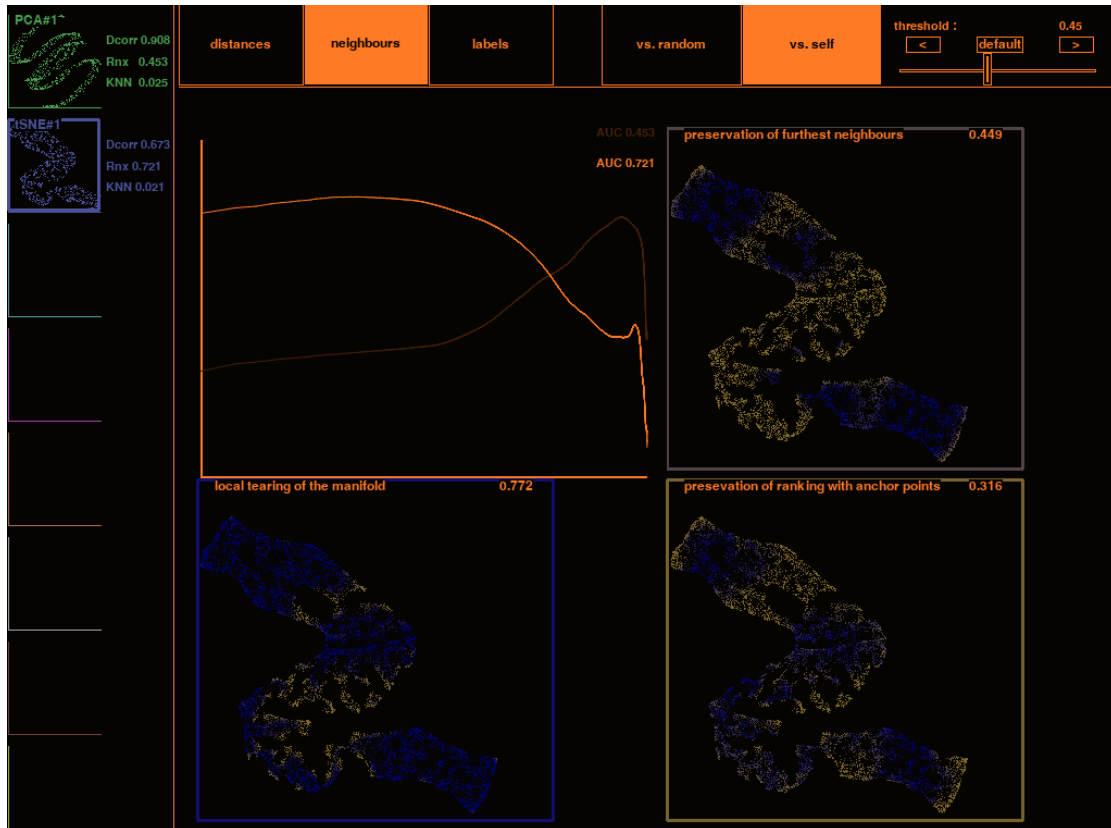 PCA#1^
Dcorr 0.908
Rnx 0.453
KNN 0.025
tSNE#1
Dcorr 0.673
Rnx 0.721
KNN 0.021
distances
neighbours
labels
vs. random
vs. self
threshold :
0.45
<
default
>
AUC 0.453
AUC 0.721
preservation of furthest neighbours 0.449
local tearing of the manifold 0.772
presevation of ranking with anchor points 0.316